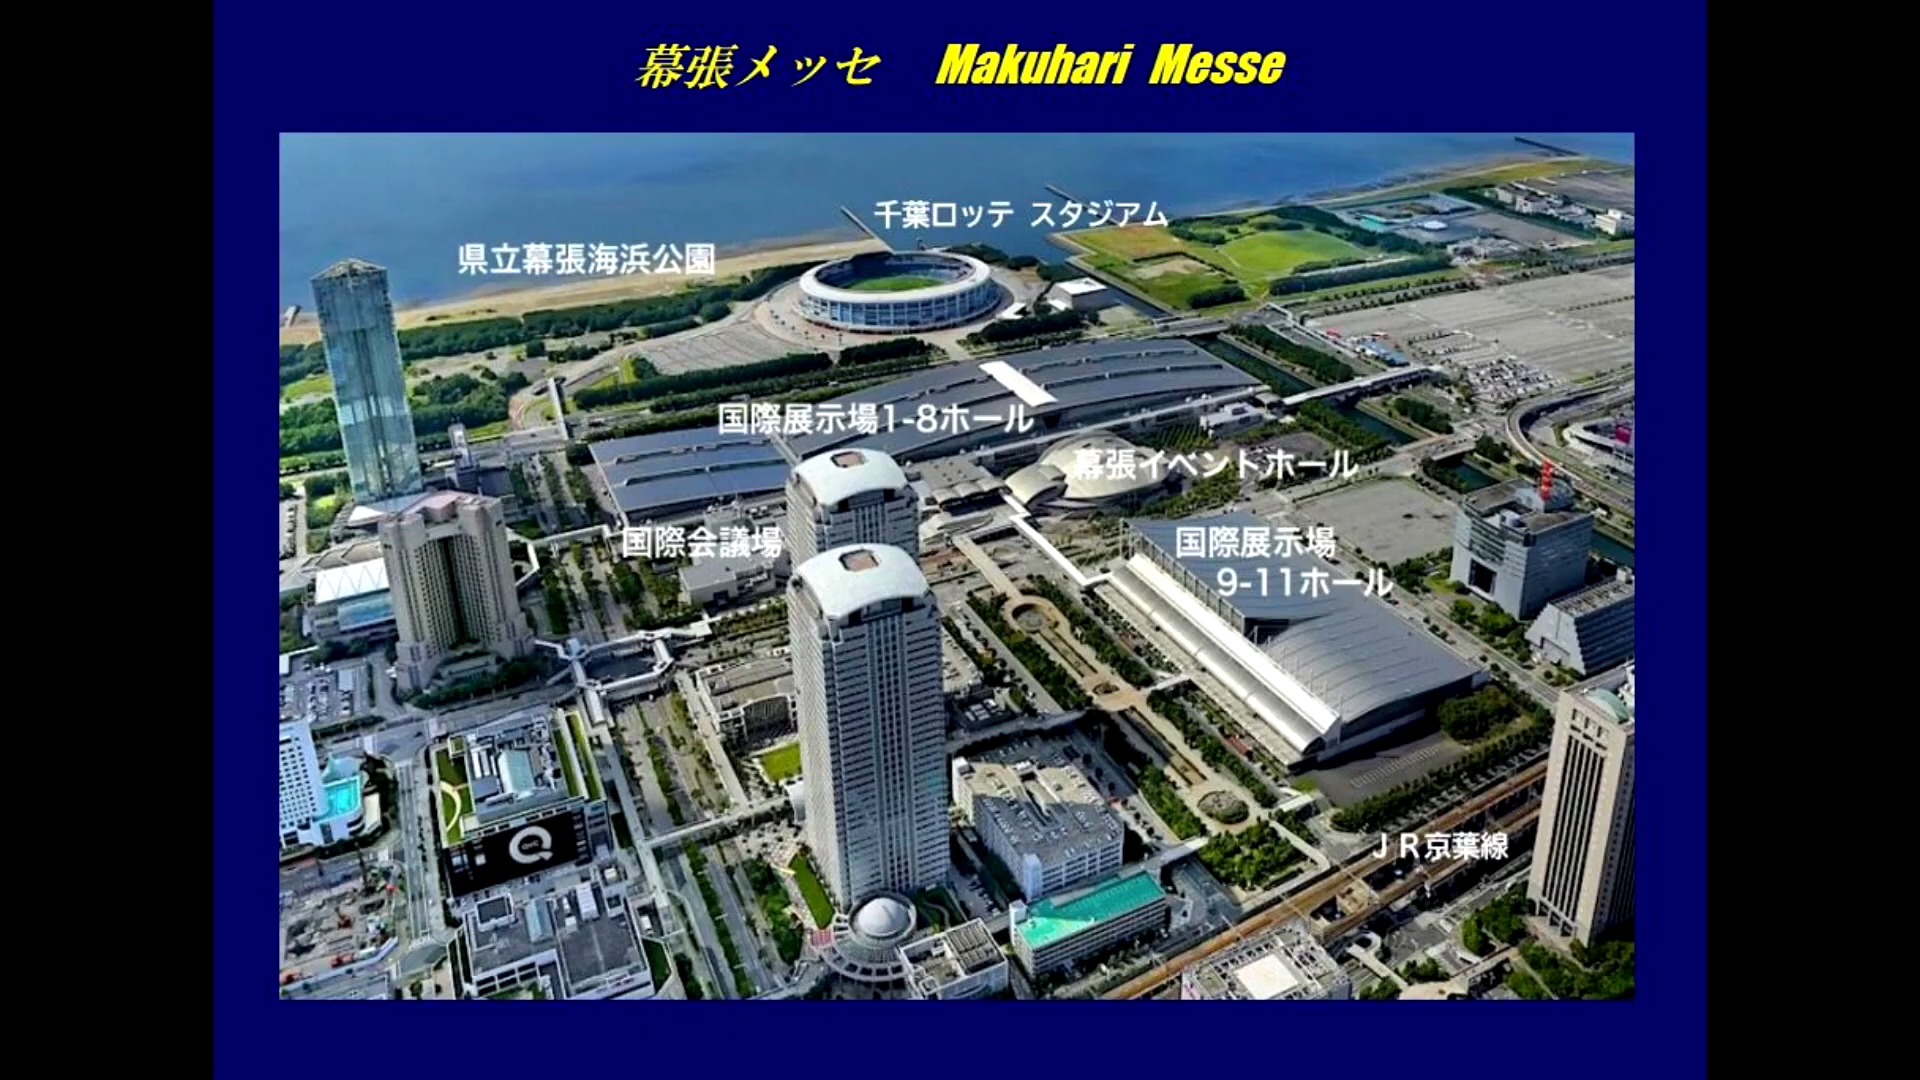 幕張メッセ Makuhari Messe
千葉ロッテ スタジアム
県立幕張海浜公園
国際展示場1-8ホール
幕張イベントホール
国際会議場
国際展示場
9-11ホール
JR京葉線